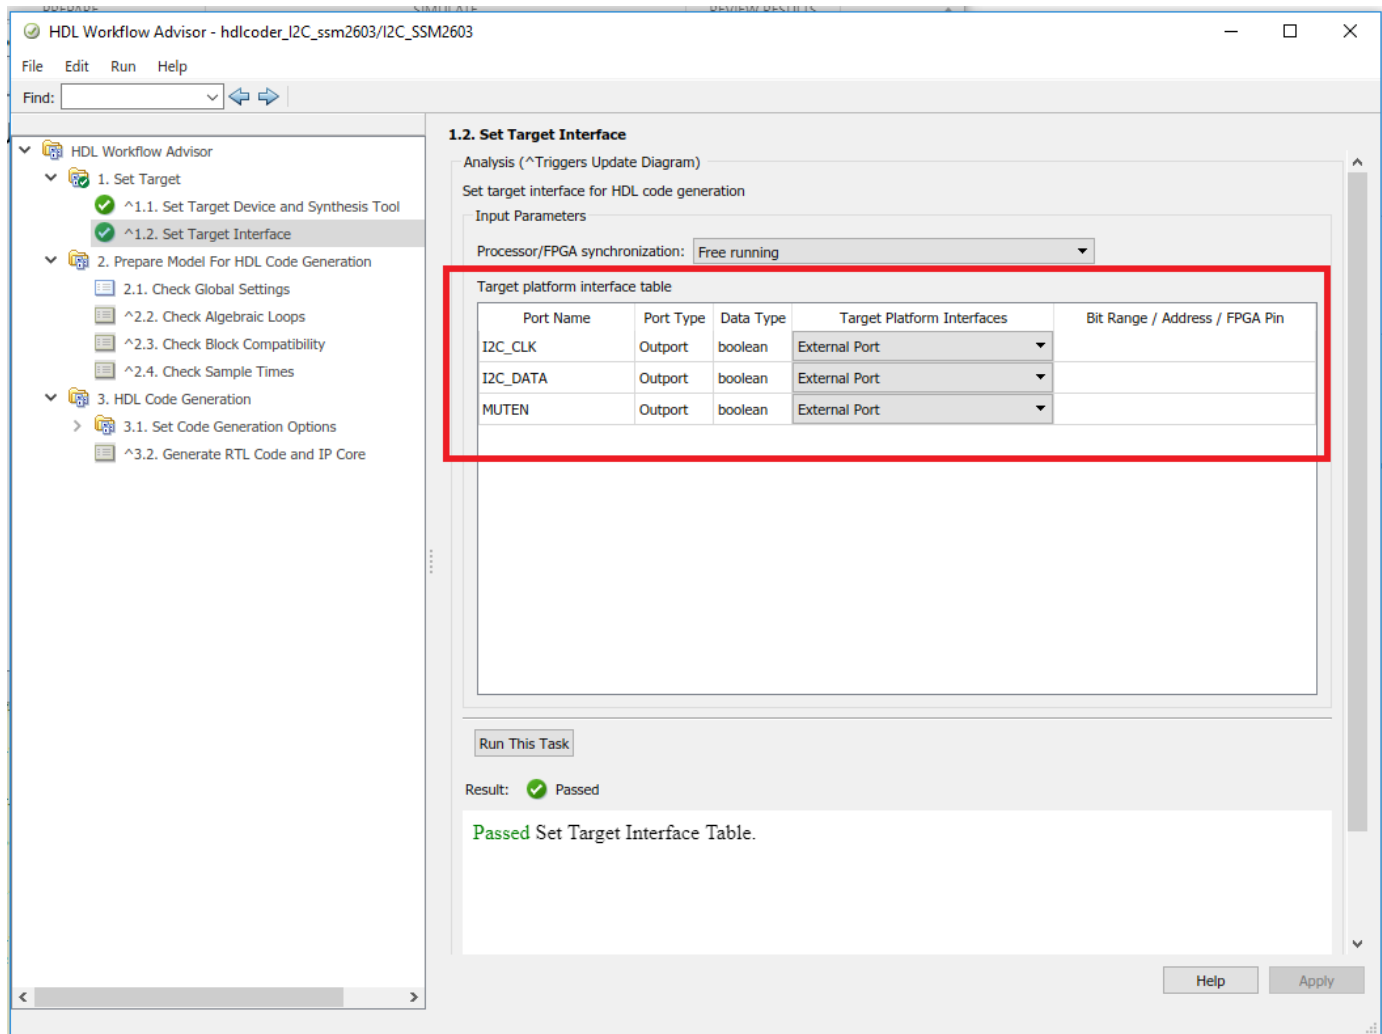 PREPARE SIMULATE REVIEW RESULTS
HDL Workflow Advisor - hdlcoder_I2C_ssm2603/I2C_SSM2603
File Edit Run Help
Find:
HDL Workflow Advisor
1. Set Target
^1.1. Set Target Device and Synthesis Tool
^1.2. Set Target Interface
2. Prepare Model For HDL Code Generation
2.1. Check Global Settings
^2.2. Check Algebraic Loops
^2.3. Check Block Compatibility
^2.4. Check Sample Times
3. HDL Code Generation
3.1. Set Code Generation Options
^3.2. Generate RTL Code and IP Core
1.2. Set Target Interface
Analysis (^Triggers Update Diagram)
Set target interface for HDL code generation
Input Parameters
Processor/FPGA synchronization: Free running
Target platform interface table
Port Name Port Type Data Type Target Platform Interfaces Bit Range / Address / FPGA Pin
I2C_CLK Outport boolean External Port
I2C_DATA Outport boolean External Port
MUTEN Outport boolean External Port
Run This Task
Result: Passed
Passed Set Target Interface Table.
Help Apply